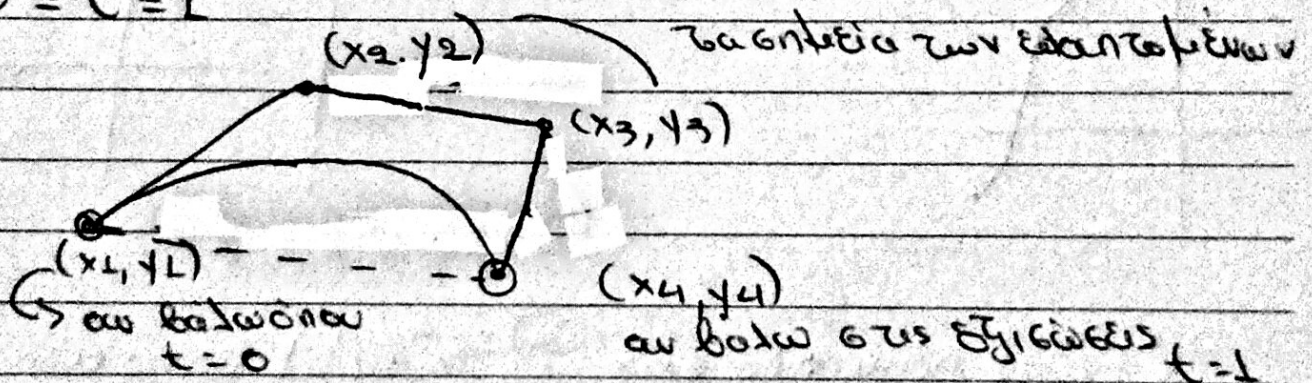 = t = 1
(x2. y2)
τα σημεία των εφαπτομένων
(x3, y3)
(x1, y1)
(x4, y4)
αν βάλω όπου
t = 0
αν βάλω στις εξισώσεις t = 1